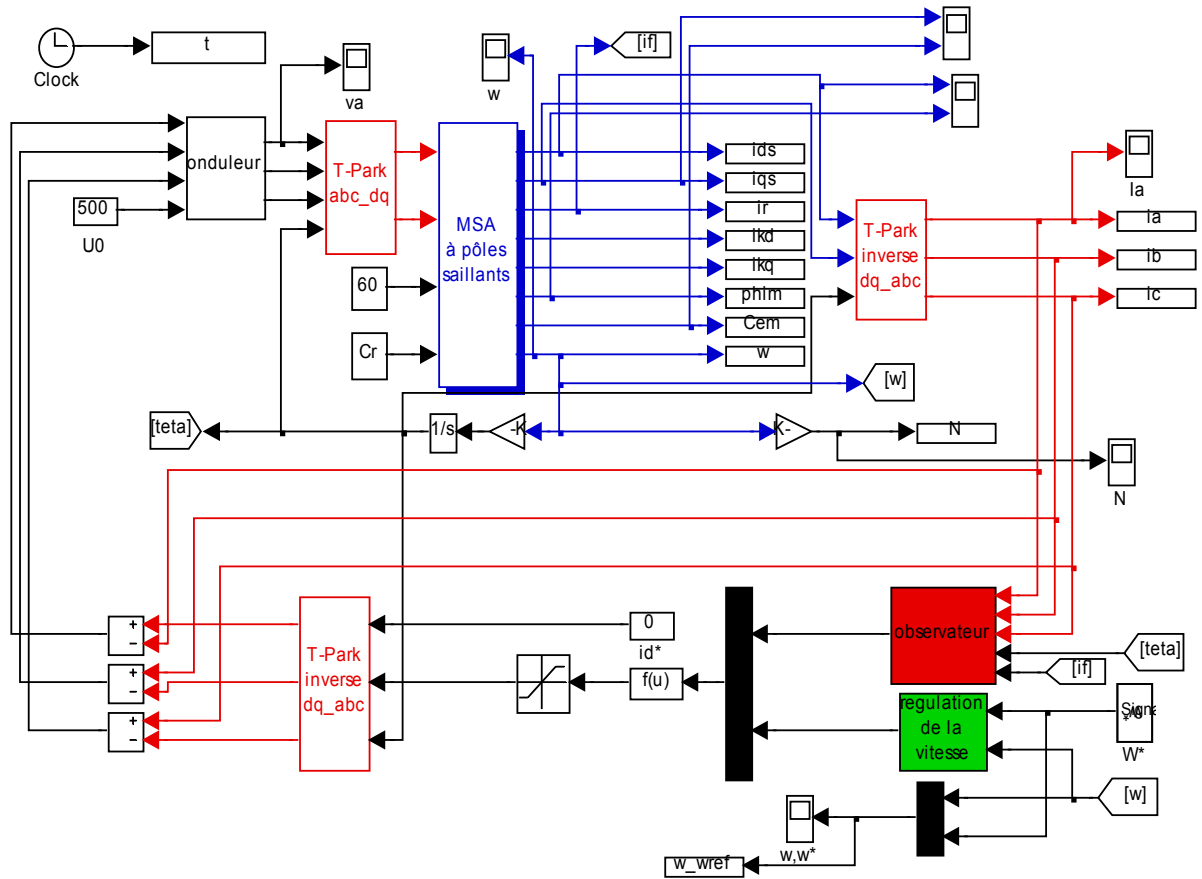 t
Clock
va
w
[if]
onduleur
500
U0
T-Park
abc_dq
60
Cr
MSA
à pôles
saillants
ids
iqs
ir
Ikd
Ikq
phim
Cem
w
T-Park
inverse
dq_abc
Ia
Ia
Ib
Ic
[w]
[teta]
1/s
-K
K-
N
N
+
−
+
−
+
−
T-Park
inverse
dq_abc
0
id*
f(u)
observateur
[teta]
[if]
regulation
de la
vitesse
W*
[w]
w,w*
w_wref